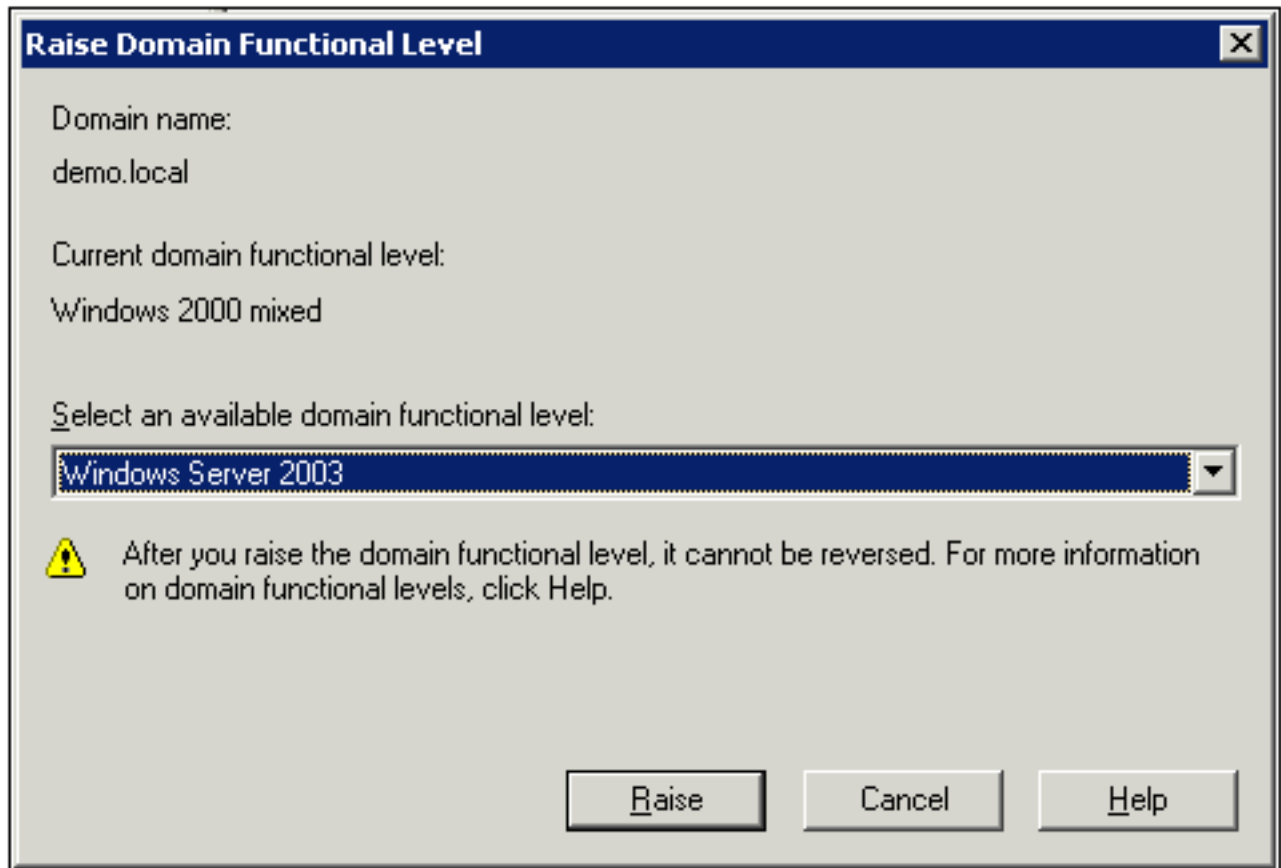 Raise Domain Functional Level
Domain name:
demo.local
Current domain functional level:
Windows 2000 mixed
Select an available domain functional level:
Windows Server 2003
After you raise the domain functional level, it cannot be reversed. For more information
on domain functional levels, click Help.
Raise Cancel Help